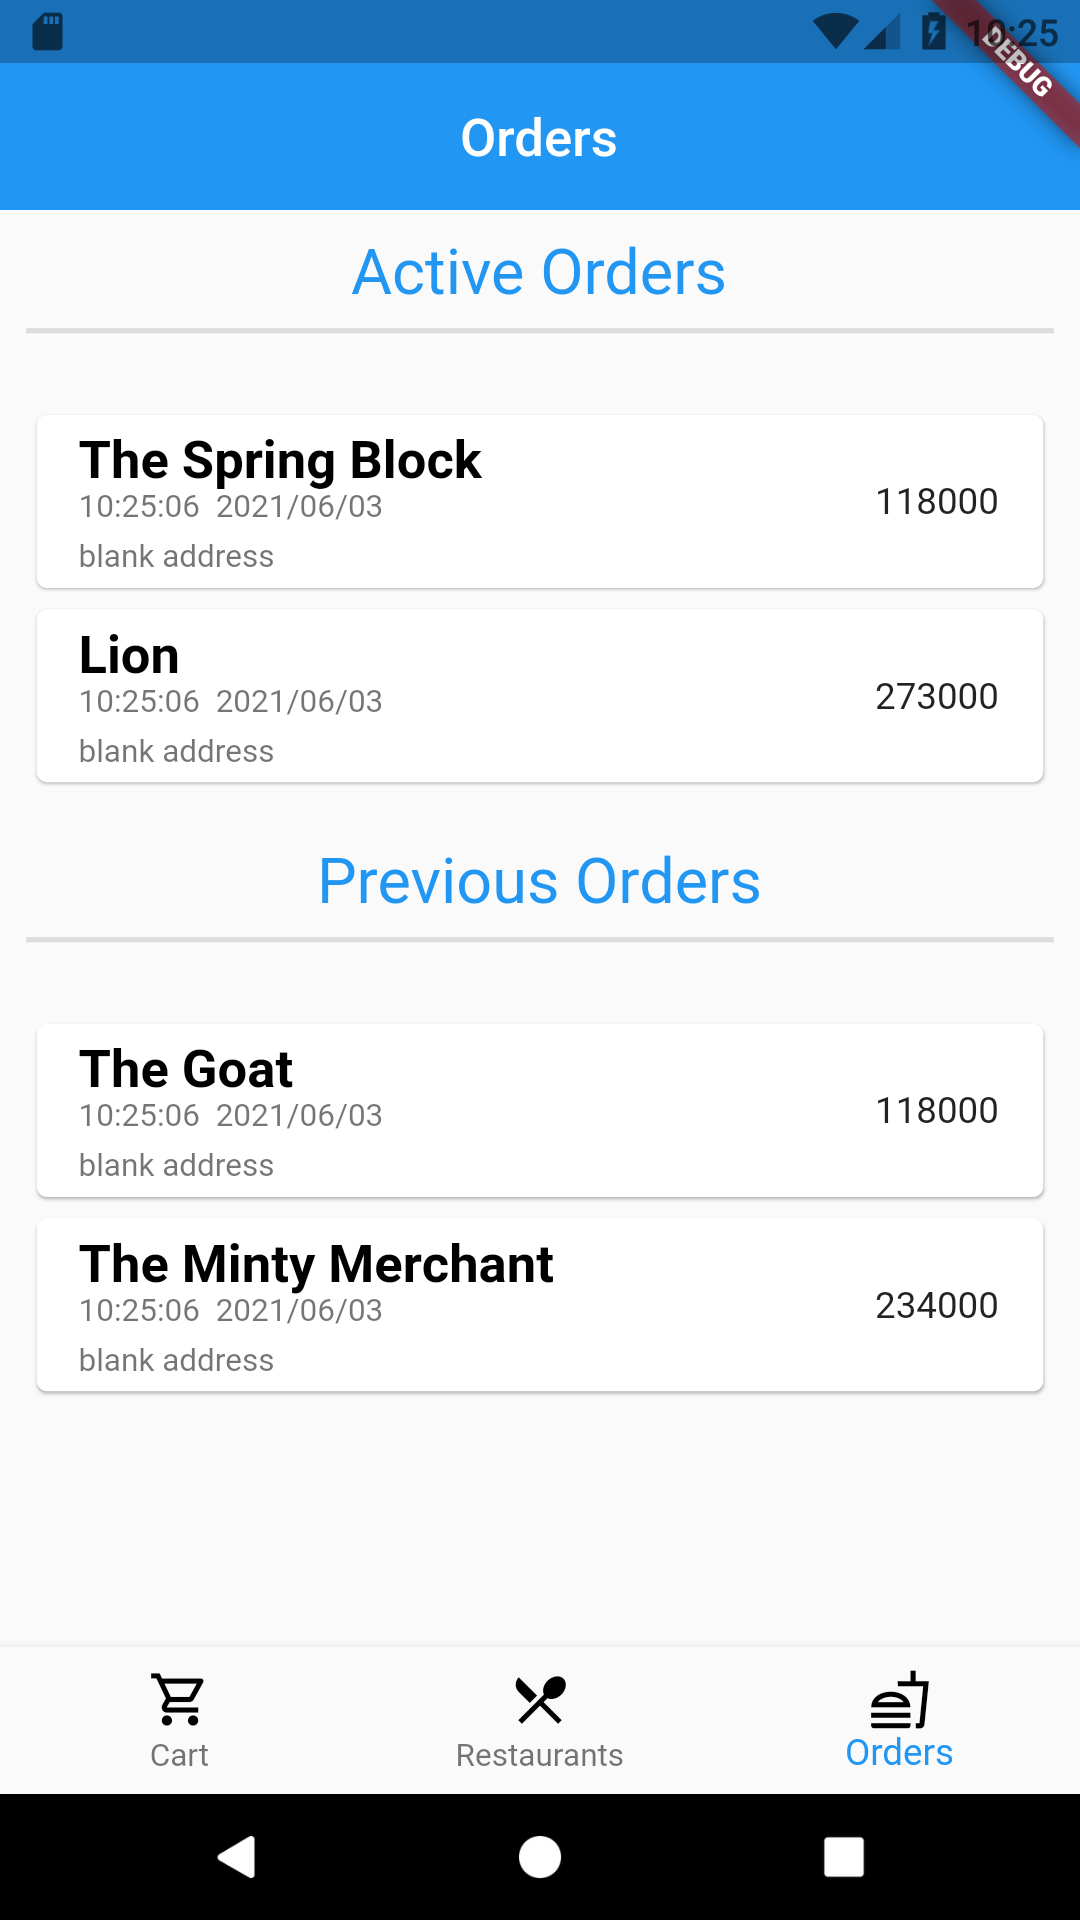 10:25
DEBUG
Orders
Active Orders
The Spring Block
10:25:06 2021/06/03
118000
blank address
Lion
10:25:06 2021/06/03
273000
blank address
Previous Orders
The Goat
10:25:06 2021/06/03
118000
blank address
The Minty Merchant
10:25:06 2021/06/03
234000
blank address
Cart
Restaurants
Orders